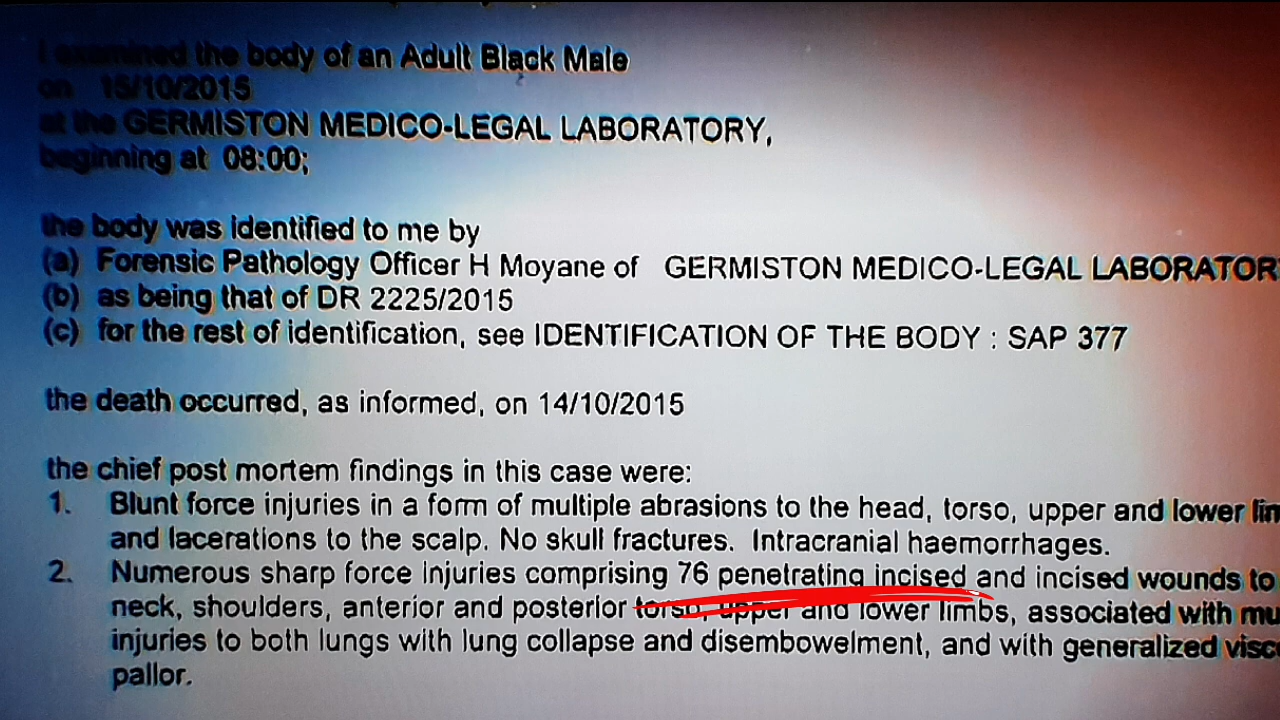 I examined the body of an Adult Black Male
on 15/10/2015
at the GERMISTON MEDICO-LEGAL LABORATORY,
beginning at 08:00;
the body was identified to me by
(a) Forensic Pathology Officer H Moyane of GERMISTON MEDICO-LEGAL LABORATOR
(b) as being that of DR 2225/2015
(c) for the rest of identification, see IDENTIFICATION OF THE BODY : SAP 377
the death occurred, as informed, on 14/10/2015
the chief post mortem findings in this case were:
1. Blunt force injuries in a form of multiple abrasions to the head, torso, upper and lower lim
and lacerations to the scalp. No skull fractures. Intracranial haemorrhages.
2. Numerous sharp force injuries comprising 76 penetrating incised and incised wounds to
neck, shoulders, anterior and posterior torso, upper and lower limbs, associated with mu
injuries to both lungs with lung collapse and disembowelment, and with generalized visce
pallor.